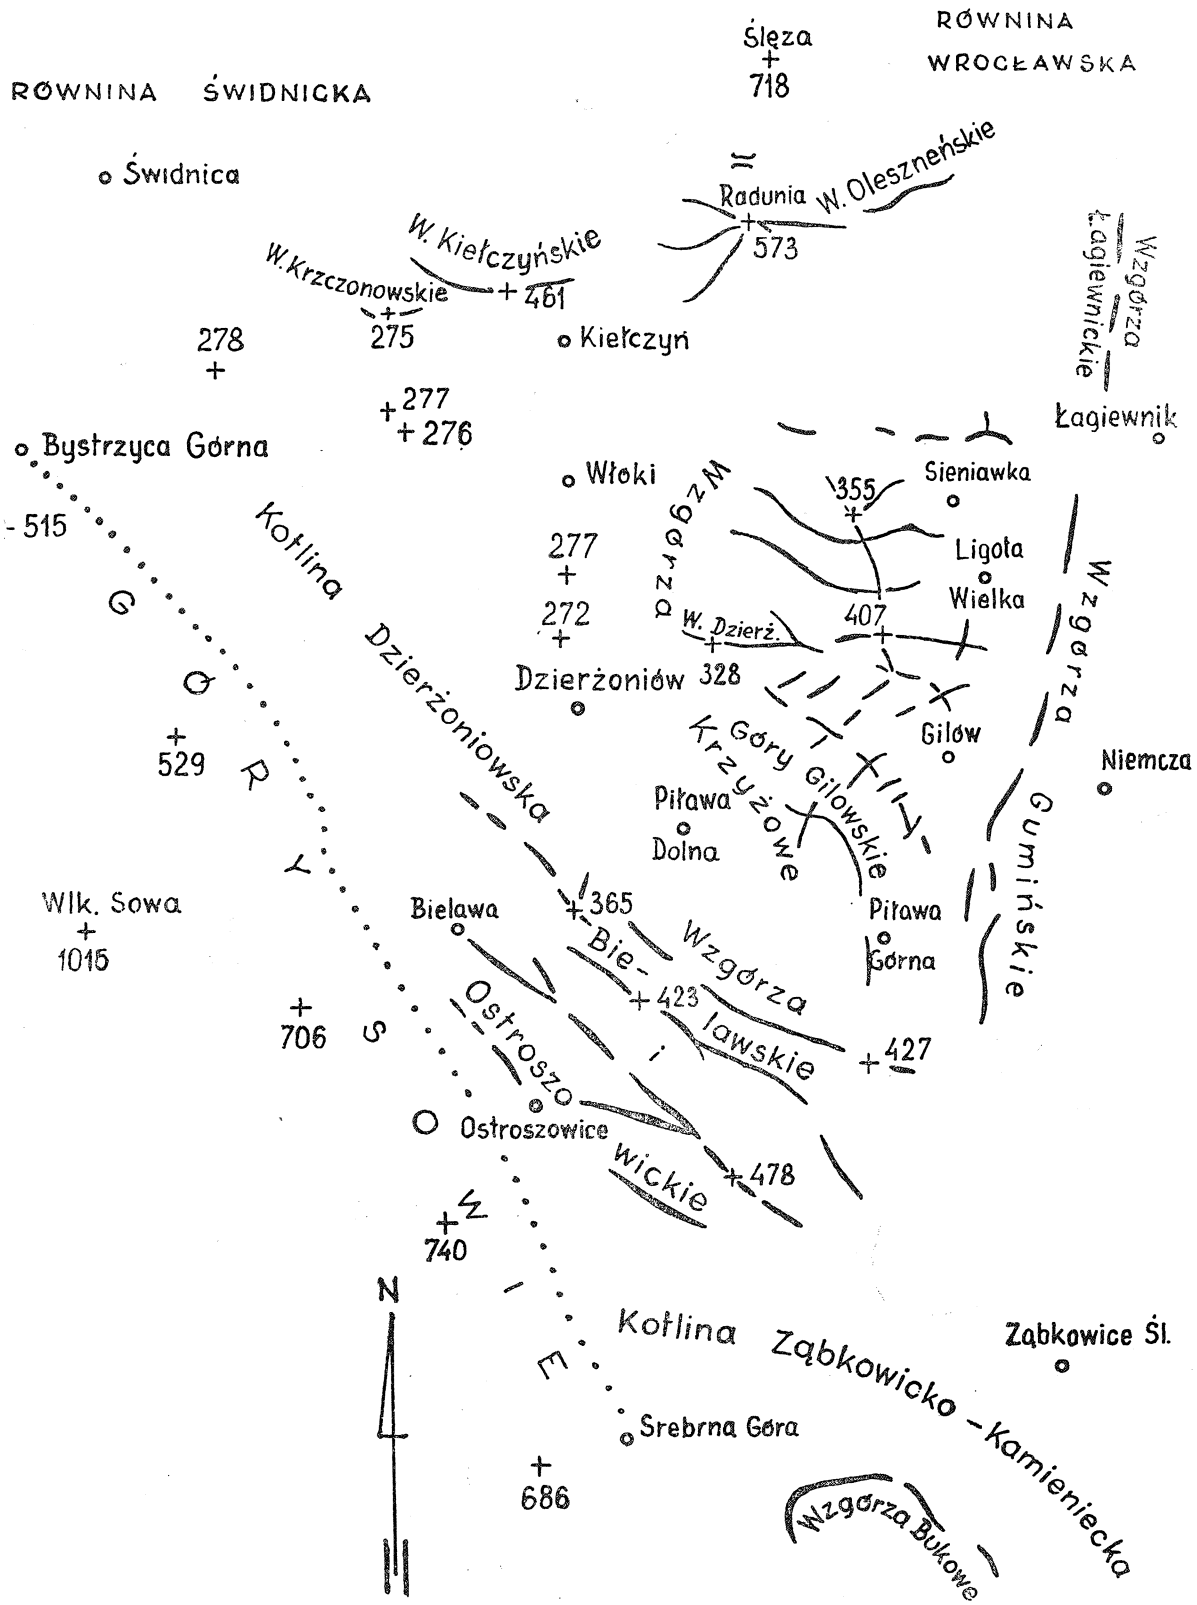 RÓWNINA
WROCŁAWSKA
Ślęza
718
RÓWNINA ŚWIDNICKA
Świdnica
Radunia
573
W. Oleszneńskie
W. Kiełczyńskie
461
W. Krzczonowskie
275
Wzgórza
Łagiewnickie
278
Kiełczyń
277
276
Łagiewnik
Bystrzyca Górna
515
Włoki
Wzgórza
355
Sieniawka
Kotlina
Dzierżoniowska
277
272
Ligota
Wielka
407
W. Dzierż.
328
Dzierżoniów
Wzgórza
Gumińskie
GÓRY
SOWIE
529
Gilów
Niemcza
Krzyżowe
Góry Gilowskie
Piława
Dolna
Wlk. Sowa
1015
Bielawa
365
Piława
Górna
Wzgórza
Bie-
423
lawskie
427
i
706
Ostroszo
wickie
Ostroszowice
478
740
N
Kotlina Ząbkowicko-Kamieniecka
Ząbkowice Śl.
Srebrna Góra
686
Wzgórza Bukowe